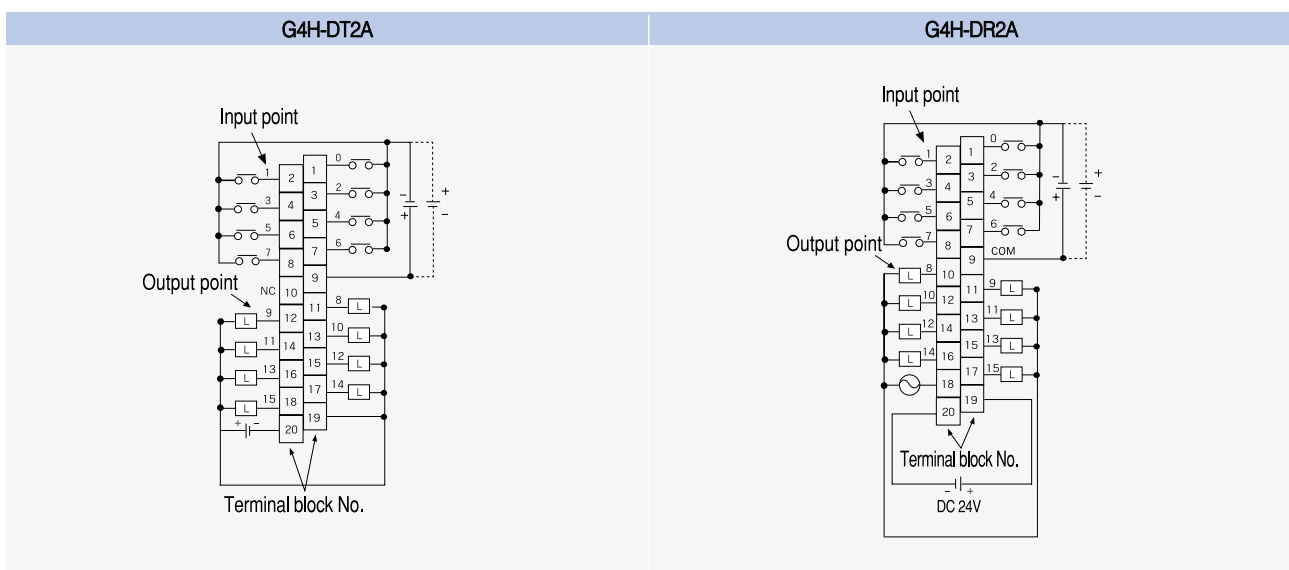 G4H-DT2A
G4H-DR2A
Input point
1 2 1 0
3 4 3 2
5 6 5 4
7 8 7 6
- + + -
Output point
NC 10 9
9 12 11 8
11 14 13 10
13 16 15 12
15 18 17 14
+ - 20 19
Terminal block No.
Input point
1 2 1 0
3 4 3 2
5 6 5 4
7 8 7 6
- + + -
Output point
8 10 9 COM
10 12 11 9
12 14 13 11
14 16 15 13
18 17 15
20 19
Terminal block No.
- +
DC 24V
L L
L L
L L
L L
L L
L L
L L
L L